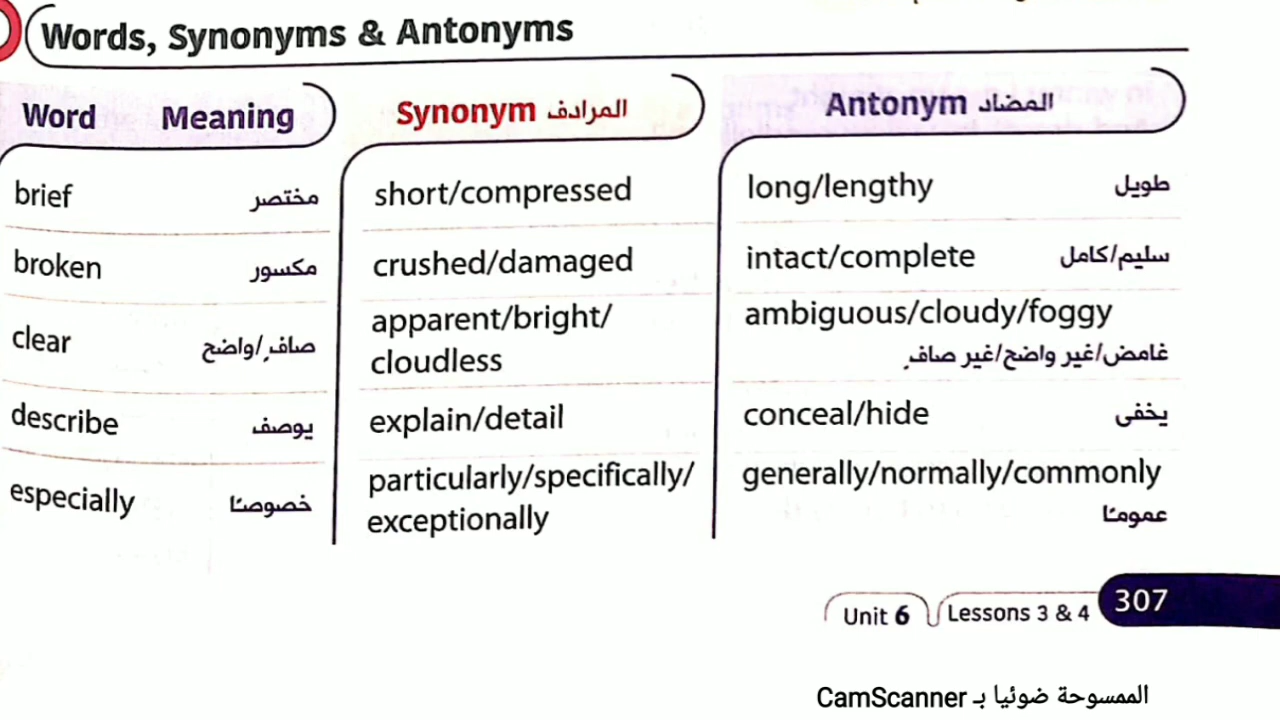 Words, Synonyms & Antonyms
Word Meaning Synonym المرادف Antonym المضاد
brief مختصر short/compressed long/lengthy طويل
broken مكسور crushed/damaged intact/complete سليم/كامل
clear صافٍ/واضح apparent/bright/ cloudless ambiguous/cloudy/foggy
غامض/غير واضح/غير صافٍ
describe يوصف explain/detail conceal/hide يخفى
especially خصوصًا particularly/specifically/ exceptionally generally/normally/commonly
عمومًا
Unit 6 Lessons 3 & 4 307
الممسوحة ضوئيا بـ CamScanner